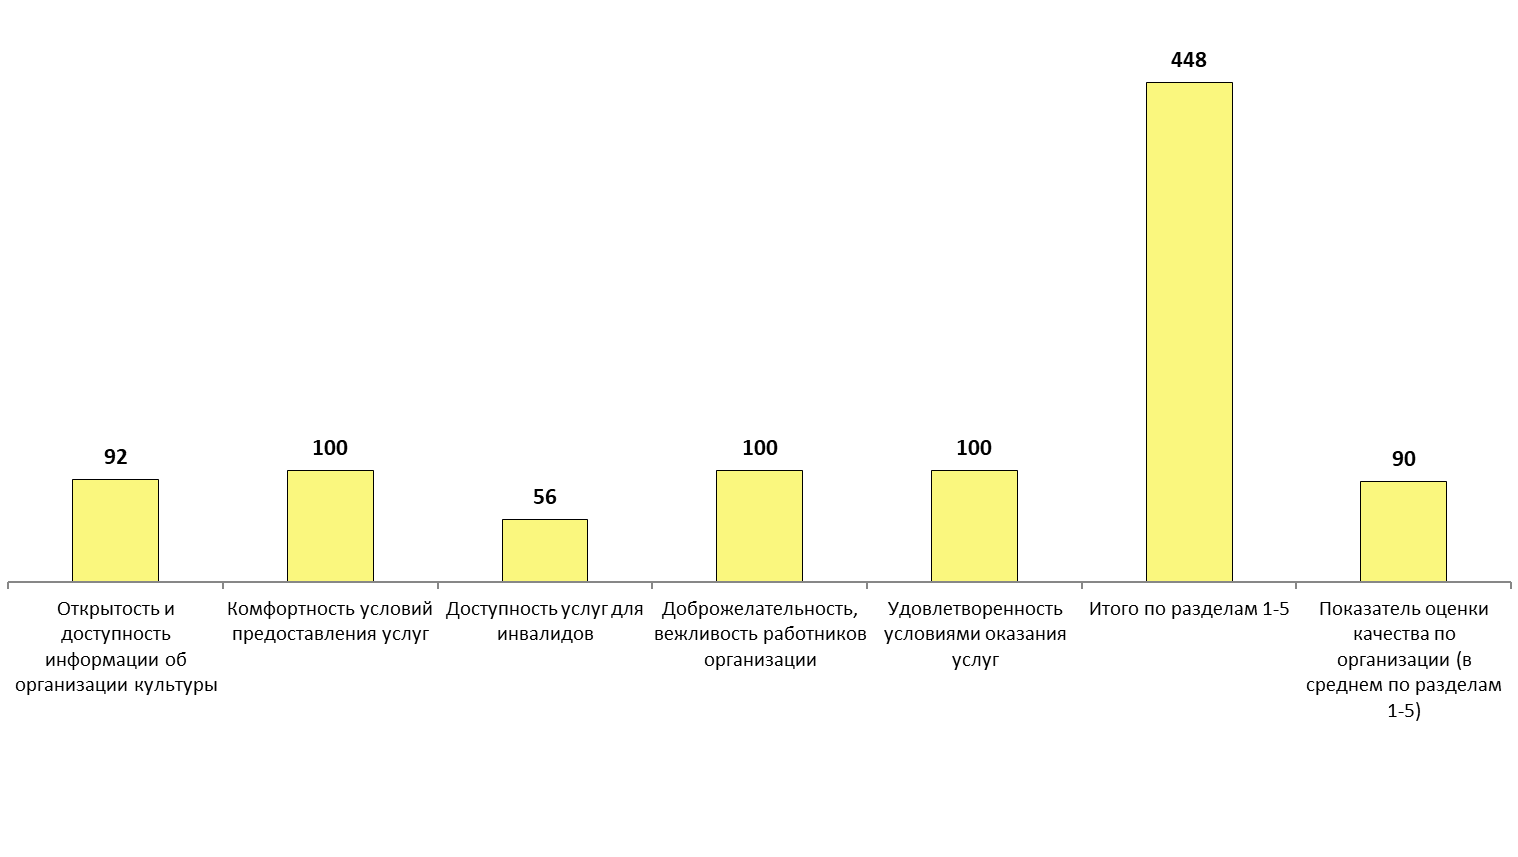 448
92
100
56
100
100
90
Открытость и
доступность
информации об
организации культуры
Комфортность условий
предоставления услуг
Доступность услуг для
инвалидов
Доброжелательность,
вежливость работников
организации
Удовлетворенность
условиями оказания
услуг
Итого по разделам 1-5
Показатель оценки
качества по
организации (в
среднем по разделам
1-5)